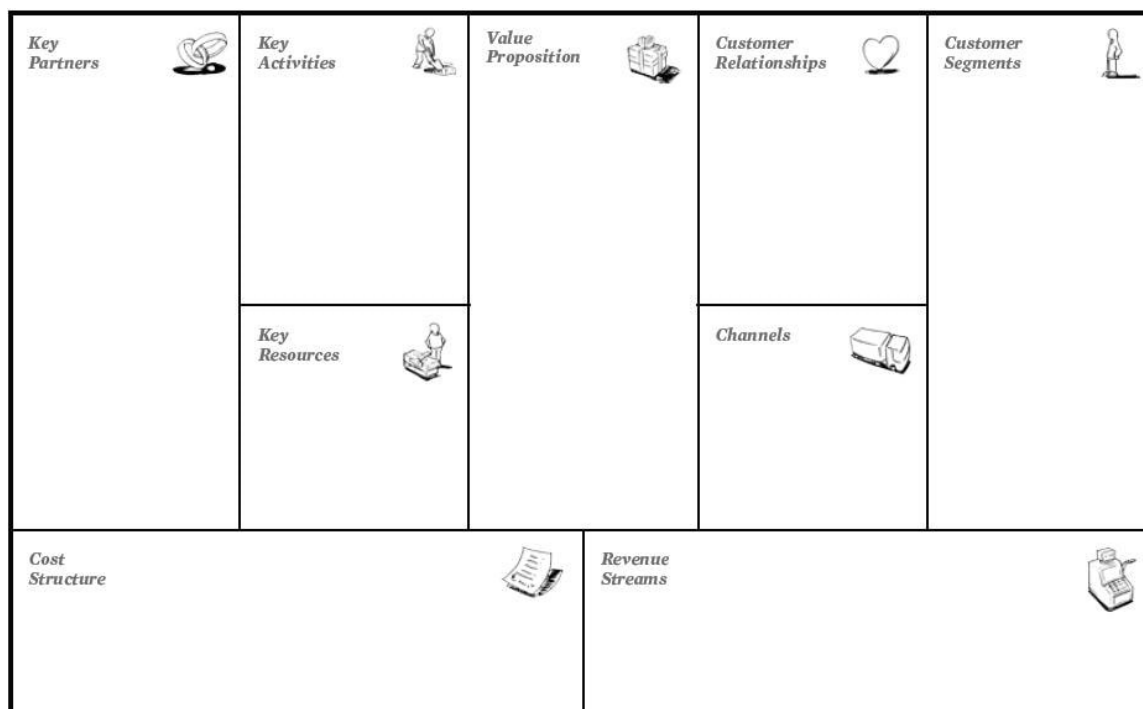 Key
Partners
Key
Activities
Value
Proposition
Customer
Relationships
Customer
Segments
Key
Resources
Channels
Cost
Structure
Revenue
Streams